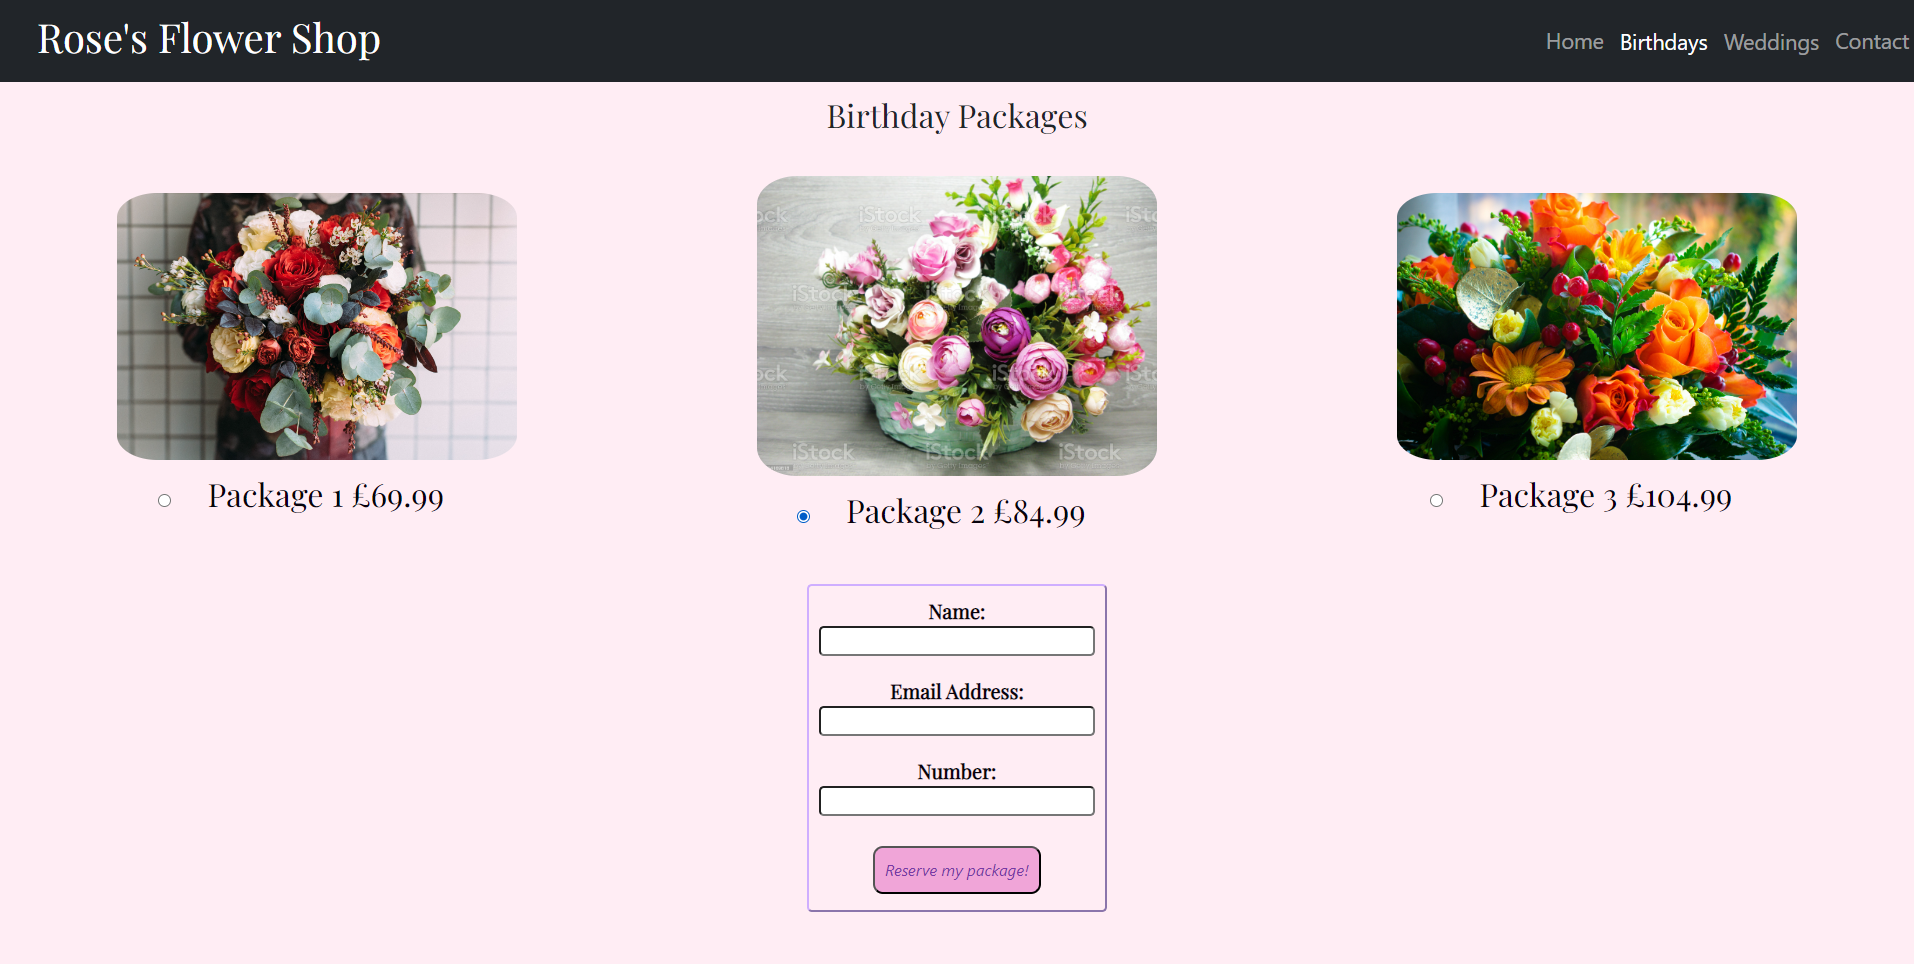 Rose's Flower Shop
Home Birthdays Weddings Contact
Birthday Packages
iStock
iStock
iStock
iStock
iStock
iStock
iStock
Package 1 £69.99
Package 2 £84.99
Package 3 £104.99
Name:
Email Address:
Number:
Reserve my package!